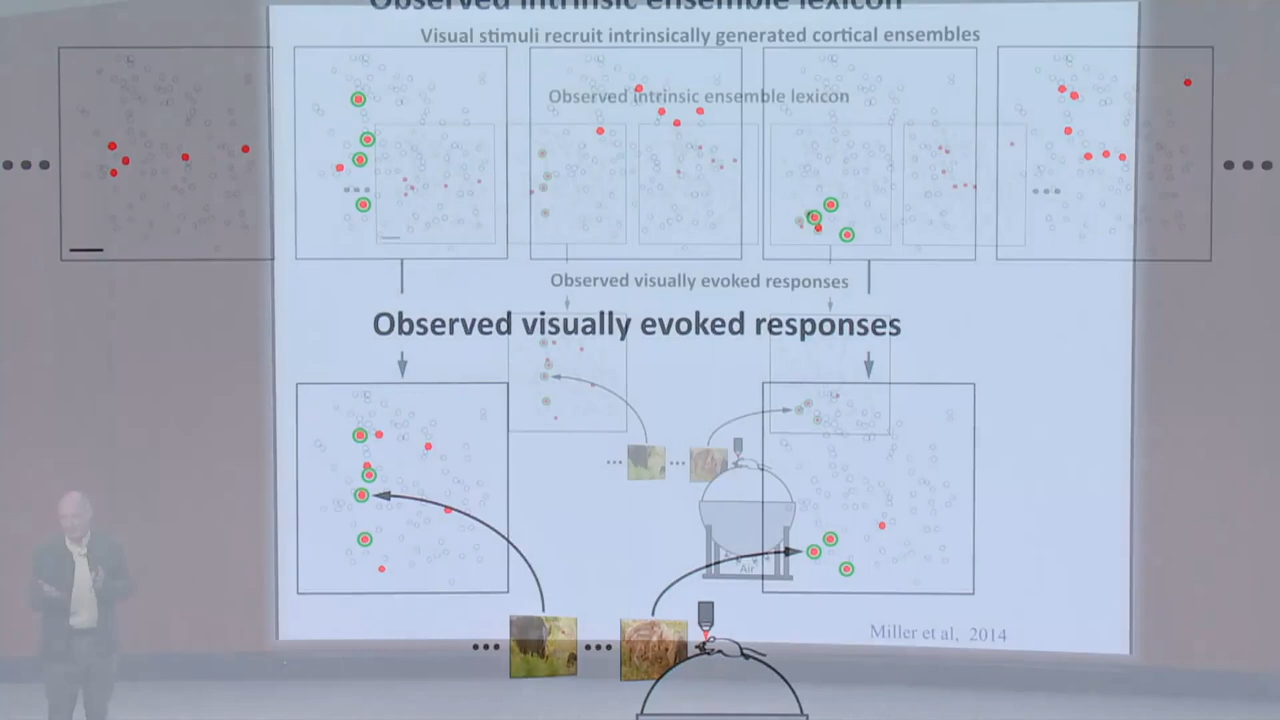 Observed intrinsic ensemble lexicon
Visual stimuli recruit intrinsically generated cortical ensembles
Observed intrinsic ensemble lexicon
Observed visually evoked responses
Observed visually evoked responses
Air
Miller et al, 2014